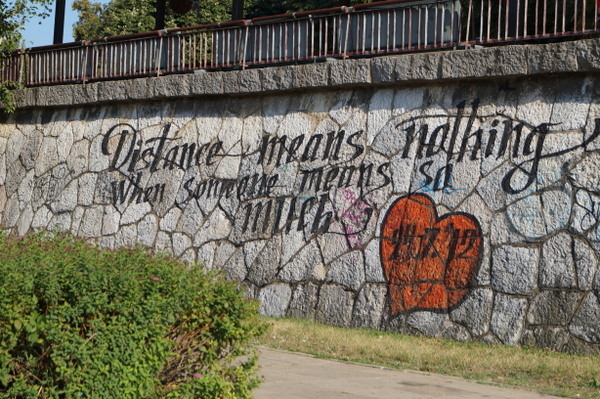 Distance means nothing
When someone means so
much